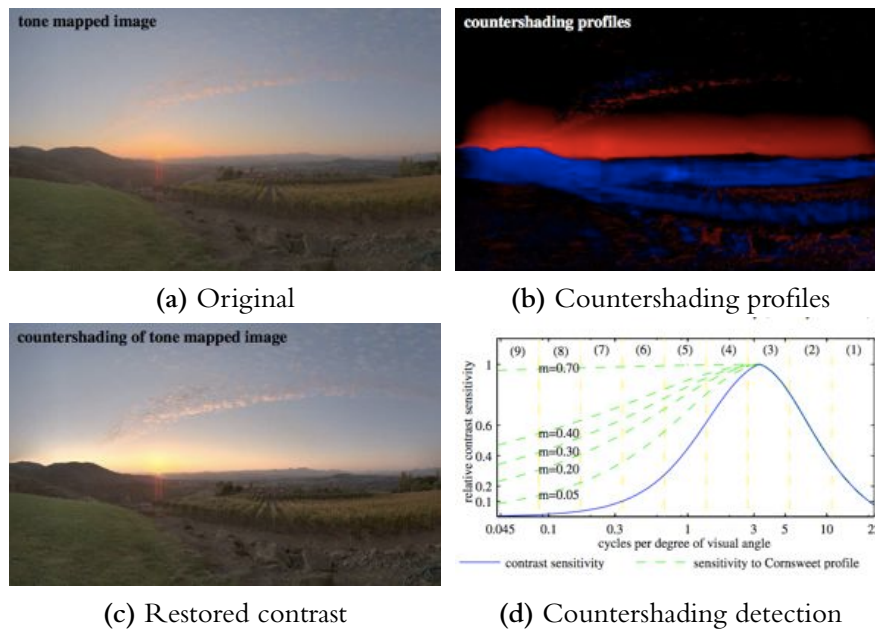 tone mapped image
countershading profiles
(a) Original
(b) Countershading profiles
countershading of tone mapped image
(c) Restored contrast
(9) (8) (7) (6) (5) (4) (3) (2) (1)
1
m=0.70
0.6
m=0.40
0.4
m=0.30
m=0.20
0.2
0.1
m=0.05
relative contrast sensitivity
0.045 0.1 0.3 1 3 5 10
cycles per degree of visual angle
contrast sensitivity
sensitivity to Cornsweet profile
(d) Countershading detection